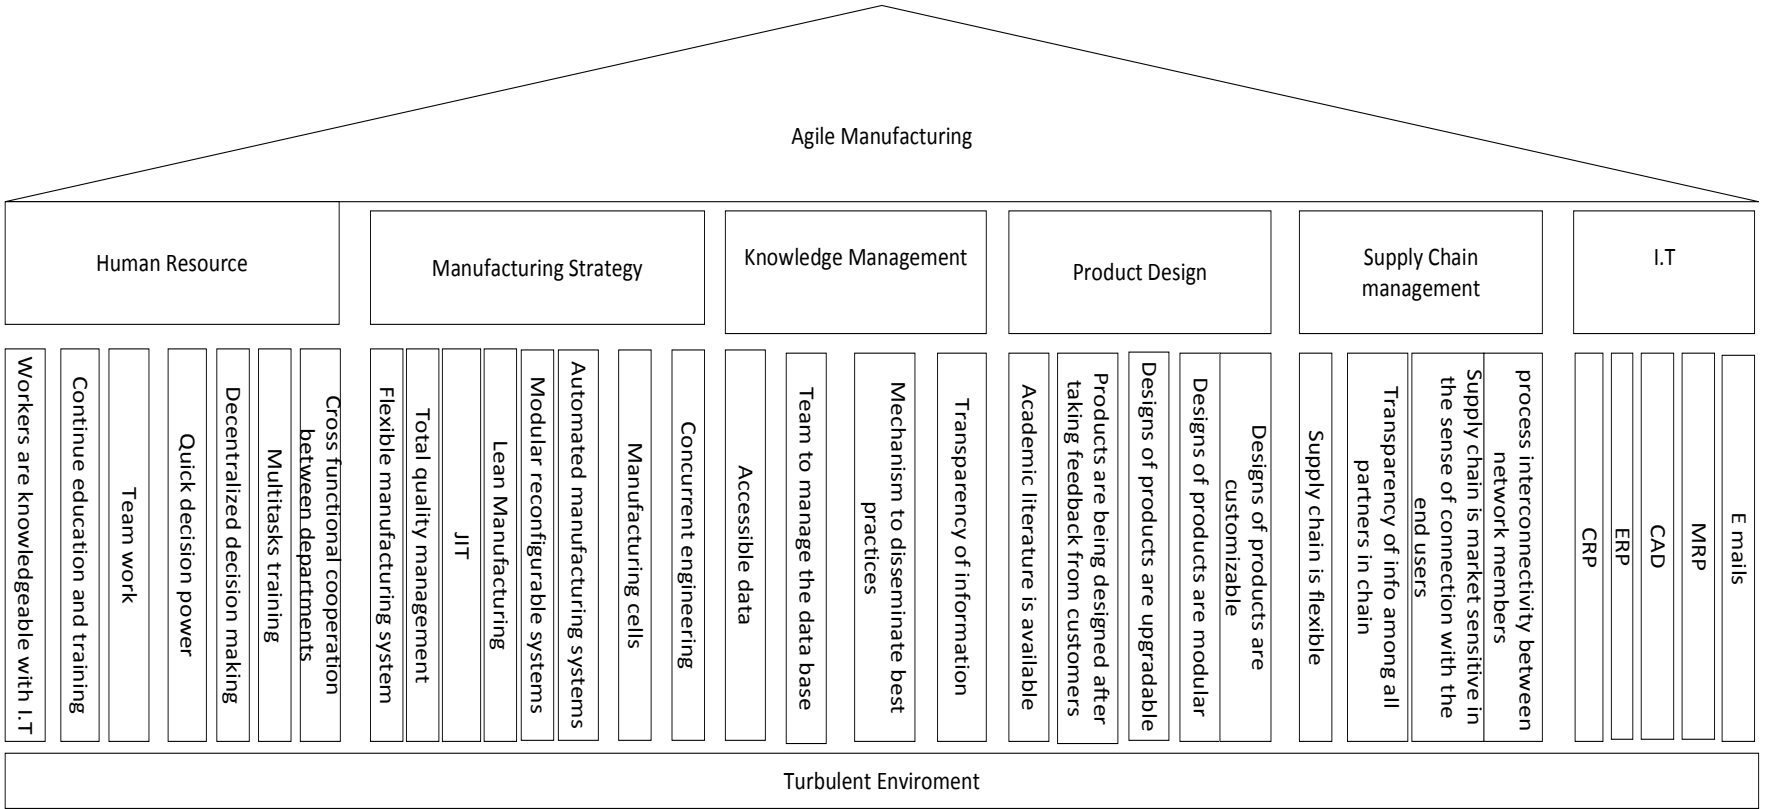 Agile Manufacturing
Human Resource
Manufacturing Strategy
Knowledge Management
Product Design
Supply Chain
management
I.T
Workers are knowledgeable with I.T
Continue education and training
Team work
Quick decision power
Decentralized decision making
Multitasks training
Cross functional cooperation
between departments
Flexible manufacturing system
Total quality management
JIT
Lean Manufacturing
Modular reconfigurable systems
Automated manufacturing systems
Manufacturing cells
Concurrent engineering
Accessible data
Team to manage the data base
Mechanism to disseminate best
practices
Transparency of information
Academic literature is available
Products are being designed after
taking feedback from customers
Designs of products are upgradable
Designs of products are modular
Designs of products are
customizable
Supply chain is flexible
Transparency of info among all
partners in chain
Supply chain is market sensitive in
the sense of connection with the
end users
process interconnectivity between
network members
CRP
ERP
CAD
MRP
E mails
Turbulent Enviroment